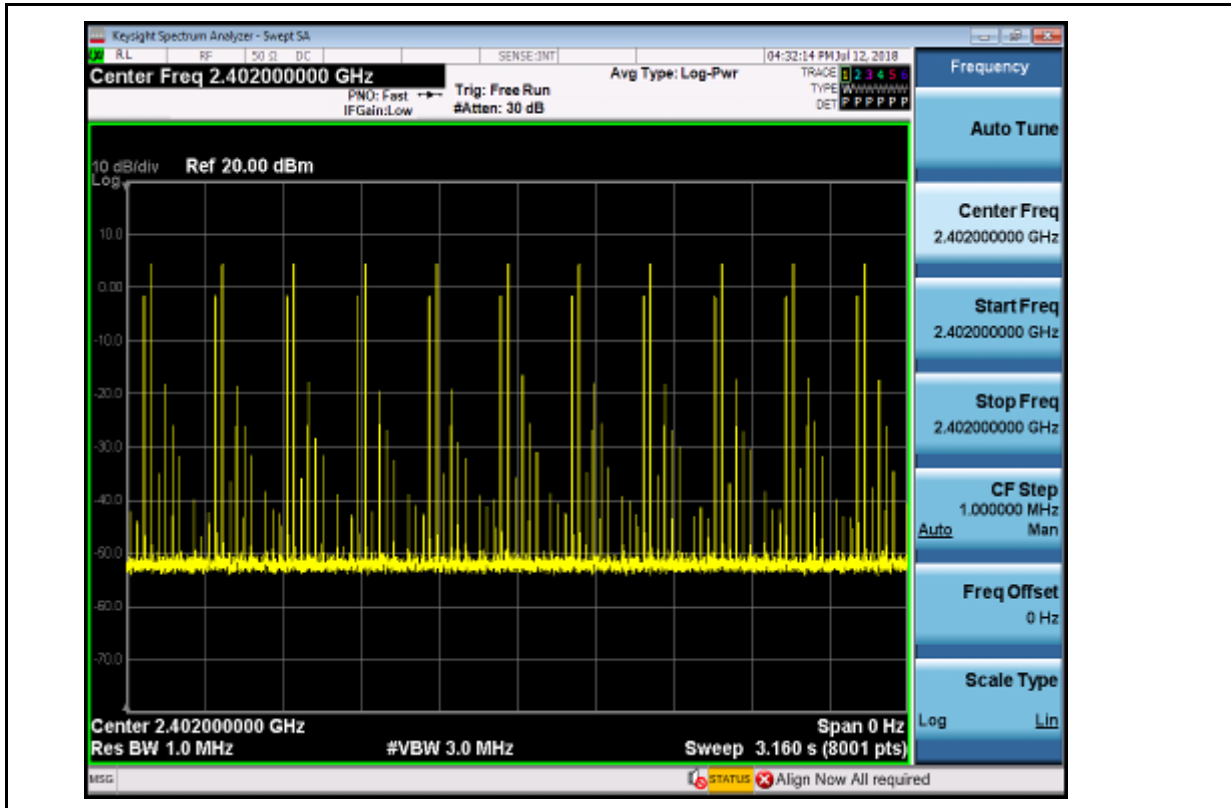 Keysight Spectrum Analyzer - Swept SA
RL RF 50 Ω DC SENSE:INT 04:32:14 PM Jul 12, 2018
Center Freq 2.402000000 GHz
PNO: Fast
IFGain:Low
Trig: Free Run
#Atten: 30 dB
Avg Type: Log-Pwr
TRACE 1 2 3 4 5 6
TYPE WWWWWW
DET P P P P P P
10 dB/div Ref 20.00 dBm
Log
10.0
0.00
-10.0
-20.0
-30.0
-40.0
-50.0
-60.0
-70.0
Center 2.402000000 GHz Span 0 Hz
Res BW 1.0 MHz #VBW 3.0 MHz Sweep 3.160 s (8001 pts)
MSG STATUS Align Now All required
Frequency
Auto Tune
Center Freq
2.402000000 GHz
Start Freq
2.402000000 GHz
Stop Freq
2.402000000 GHz
CF Step
1.000000 MHz
Auto Man
Freq Offset
0 Hz
Scale Type
Log Lin